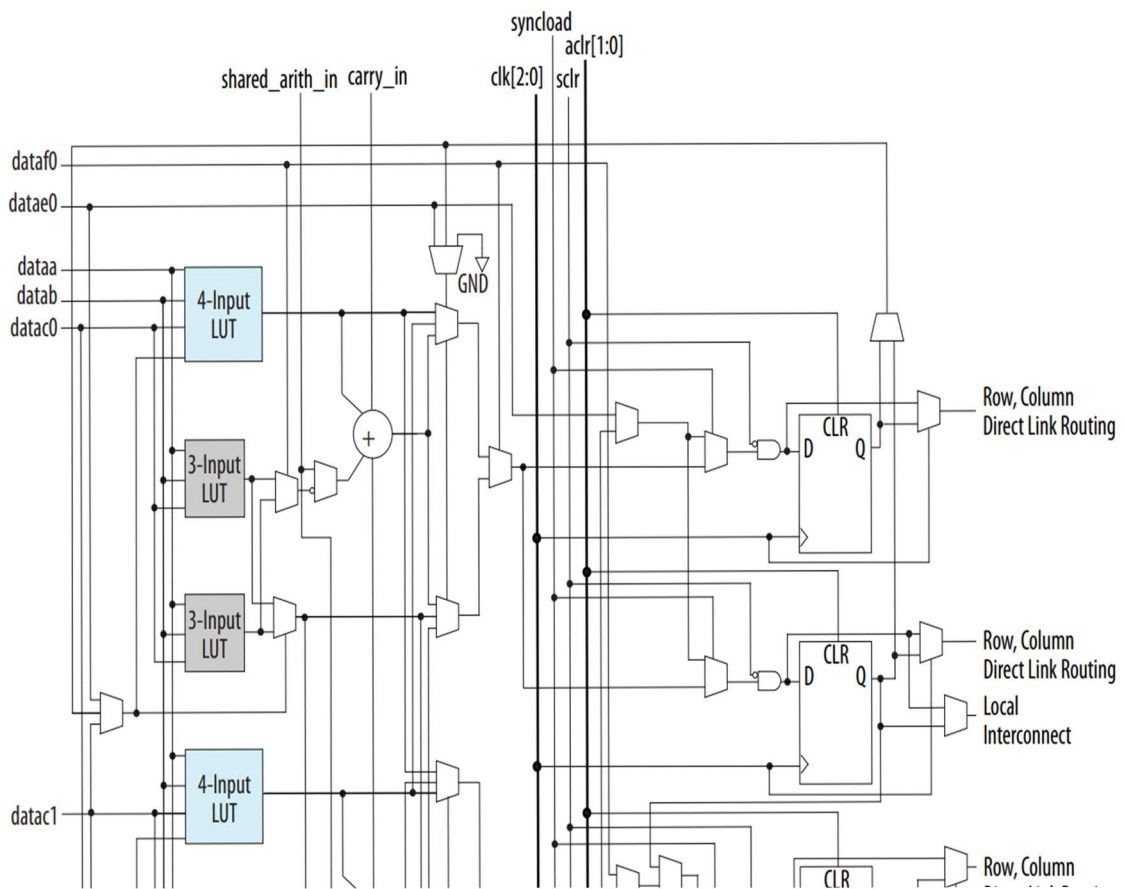 syncload
aclr[1:0]
shared_arith_in
carry_in
clk[2:0]
sclr
dataf0
datae0
dataa
datab
datac0
4-Input
LUT
GND
Row, Column
Direct Link Routing
CLR
D
Q
+
3-Input
LUT
3-Input
LUT
Row, Column
Direct Link Routing
CLR
D
Q
Local
Interconnect
4-Input
LUT
datac1
Row, Column
CLR